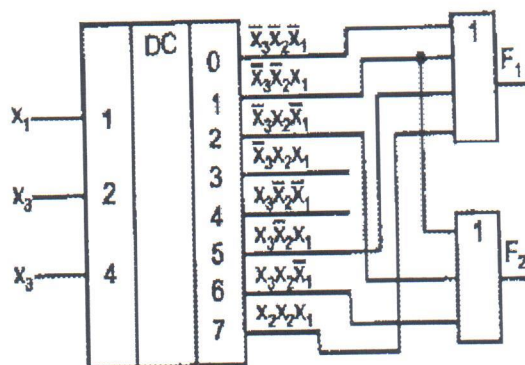 DC
X₁ 1
X₃ 2
X₃ 4
0 X̅₃X̅₂X̅₁
1 X̅₃X̅₂X₁
2 X̅₃X₂X̅₁
3 X̅₃X₂X₁
4 X₃X̅₂X̅₁
5 X₃X̅₂X₁
6 X₃X₂X̅₁
7 X₂X₂X₁
1 F₁
1 F₂